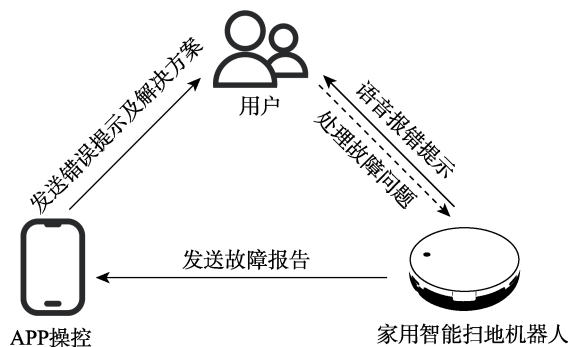 用户
发送错误提示及解决方案
语音报错提示
处理故障问题
发送故障报告
APP操控
家用智能扫地机器人